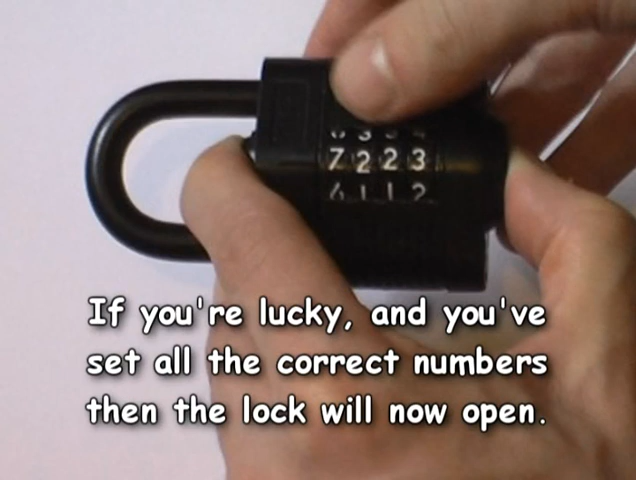 7223
If you're lucky, and you've
set all the correct numbers
then the lock will now open.